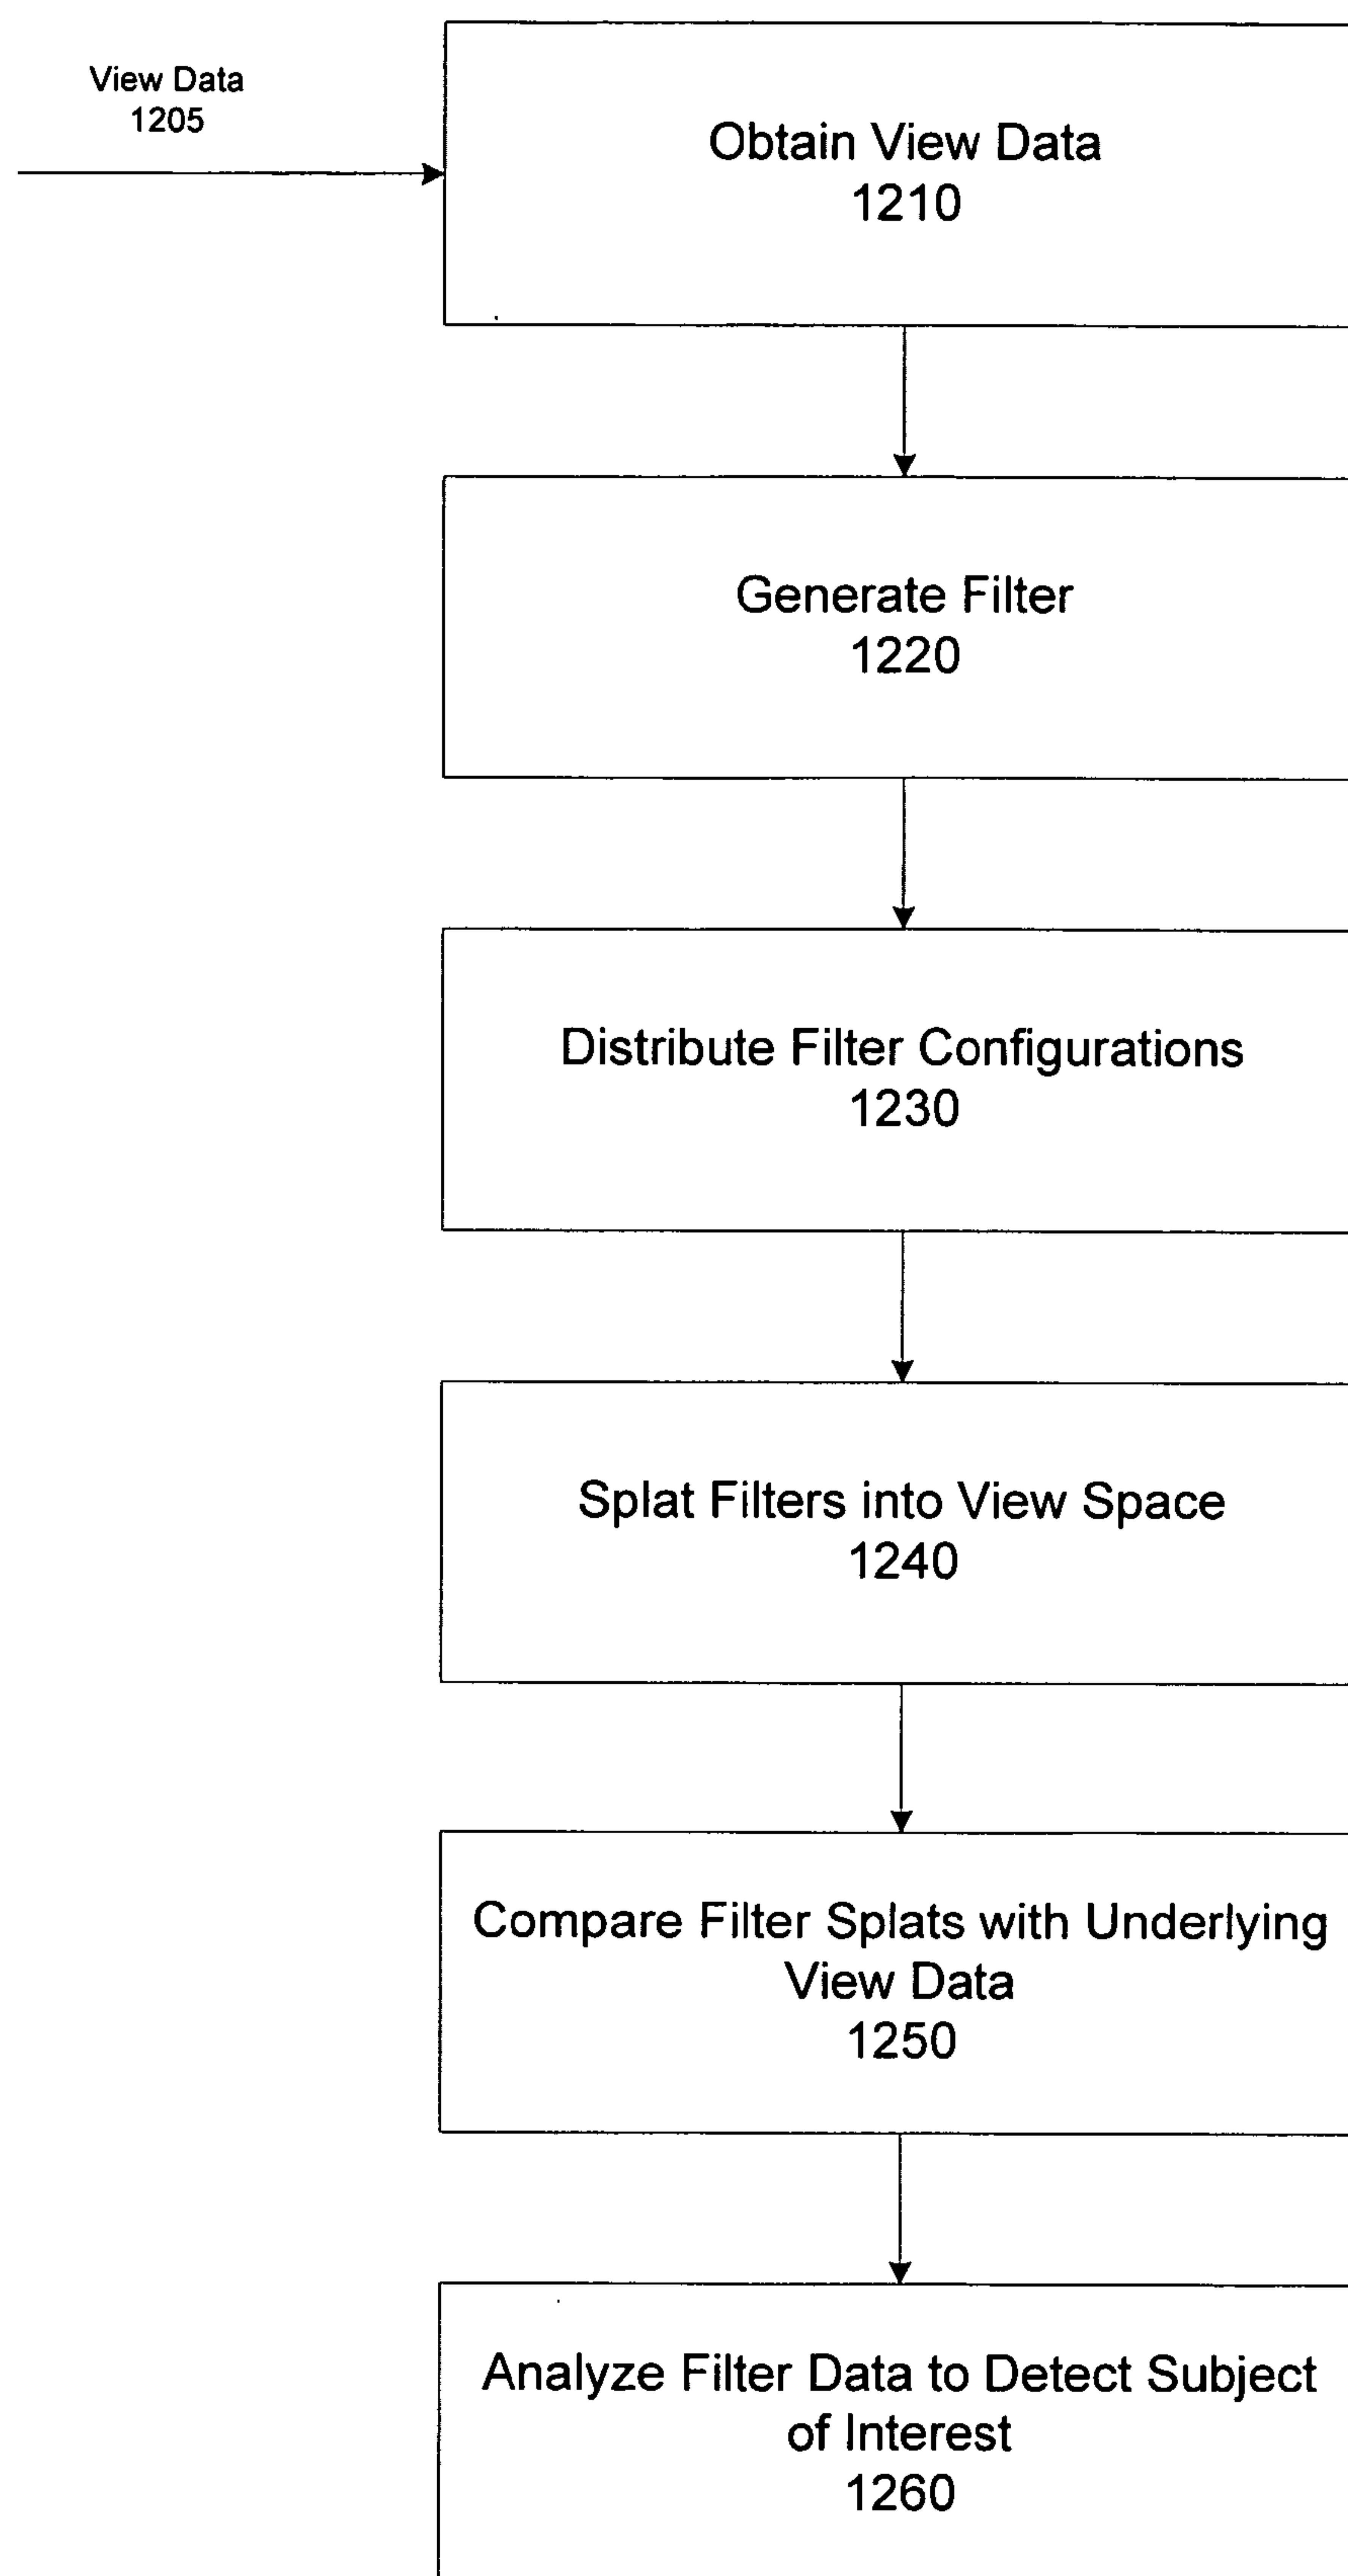 View Data
1205
Obtain View Data
1210
Generate Filter
1220
Distribute Filter Configurations
1230
Splat Filters into View Space
1240
Compare Filter Splats with Underlying
View Data
1250
Analyze Filter Data to Detect Subject
of Interest
1260